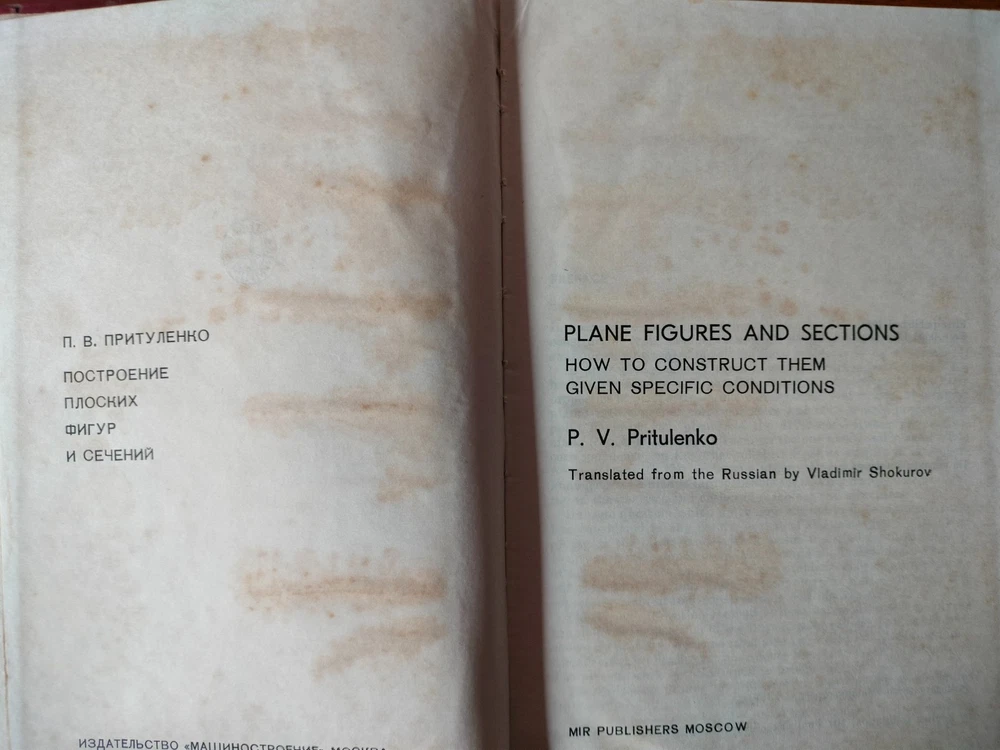 П. В. ПРИТУЛЕНКО
ПОСТРОЕНИЕ
ПЛОСКИХ
ФИГУР
И СЕЧЕНИЙ
ИЗДАТЕЛЬСТВО «МАШИНОСТРОЕНИЕ» МОСКВА
PLANE FIGURES AND SECTIONS
HOW TO CONSTRUCT THEM
GIVEN SPECIFIC CONDITIONS
P. V. Pritulenko
Translated from the Russian by Vladimir Shokurov
MIR PUBLISHERS MOSCOW